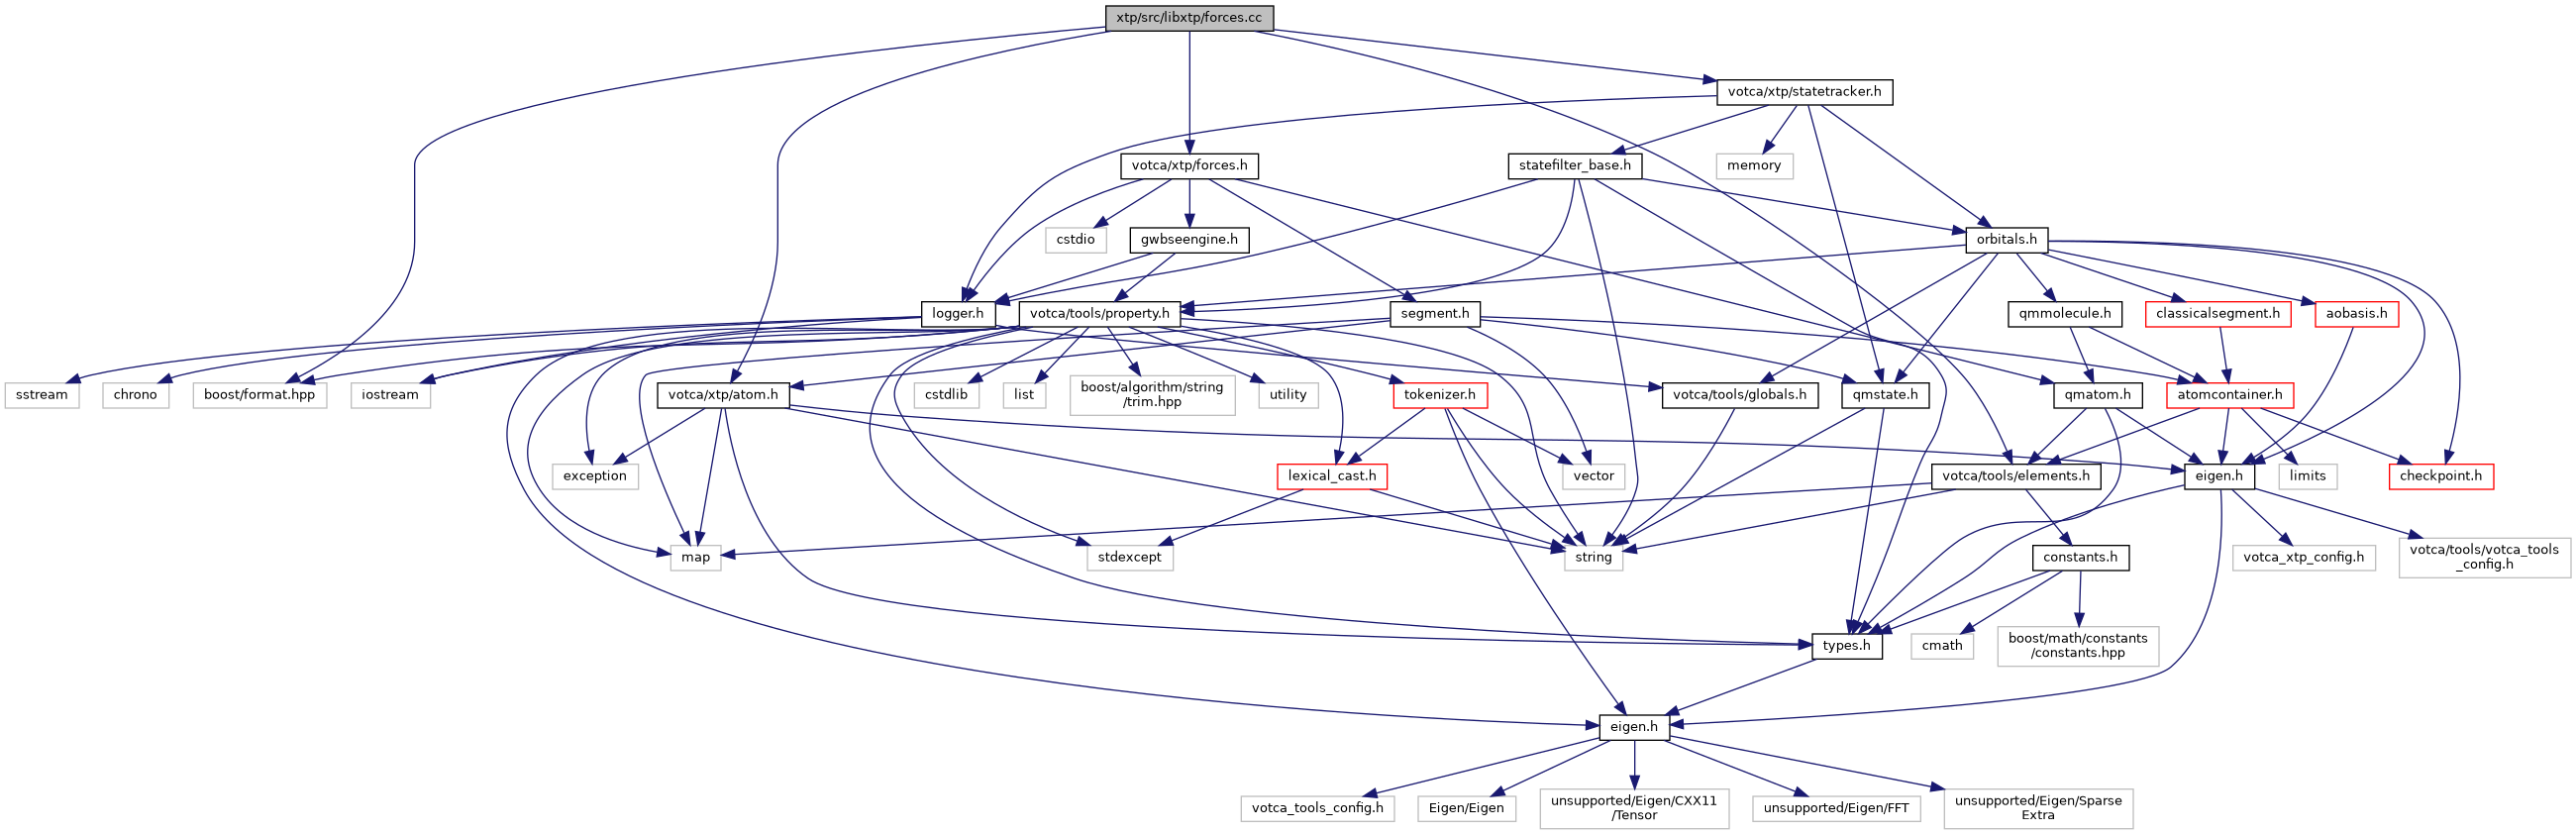 xtp/src/libxtp/forces.cc
votca/xtp/statetracker.h
votca/xtp/forces.h
statefilter_base.h
memory
cstdio
gwbseengine.h
orbitals.h
logger.h
votca/tools/property.h
segment.h
qmmolecule.h
classicalsegment.h
aobasis.h
sstream
chrono
boost/format.hpp
iostream
votca/xtp/atom.h
cstdlib
list
boost/algorithm/string
/trim.hpp
utility
tokenizer.h
votca/tools/globals.h
qmstate.h
qmatom.h
atomcontainer.h
exception
lexical_cast.h
vector
votca/tools/elements.h
eigen.h
limits
checkpoint.h
map
stdexcept
string
constants.h
votca_xtp_config.h
votca/tools/votca_tools
_config.h
types.h
cmath
boost/math/constants
/constants.hpp
eigen.h
votca_tools_config.h
Eigen/Eigen
unsupported/Eigen/CXX11
/Tensor
unsupported/Eigen/FFT
unsupported/Eigen/Sparse
Extra